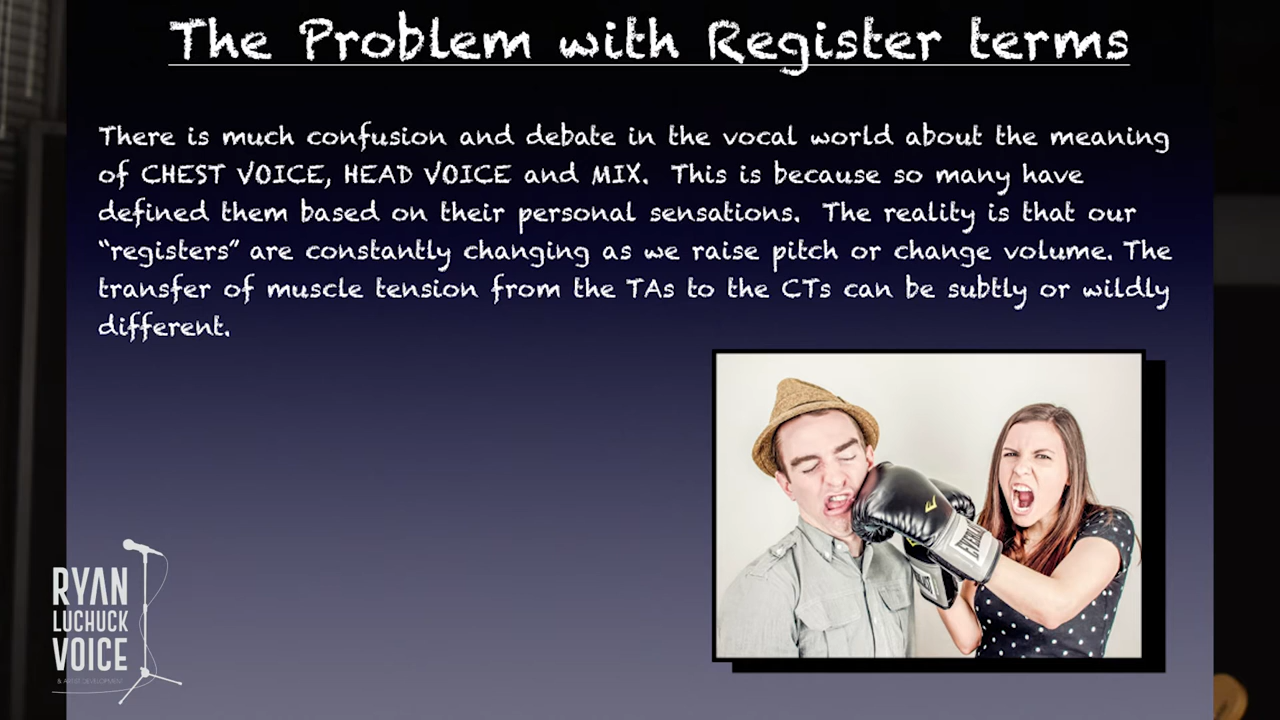 The Problem with Register terms
There is much confusion and debate in the vocal world about the meaning
of CHEST VOICE, HEAD VOICE and MIX.  This is because so many have
defined them based on their personal sensations.  The reality is that our
“registers” are constantly changing as we raise pitch or change volume. The
transfer of muscle tension from the TAs to the CTs can be subtly or wildly
different.
EVERLAST
RYAN
LUCHUCK
VOICE
& ARTIST DEVELOPMENT